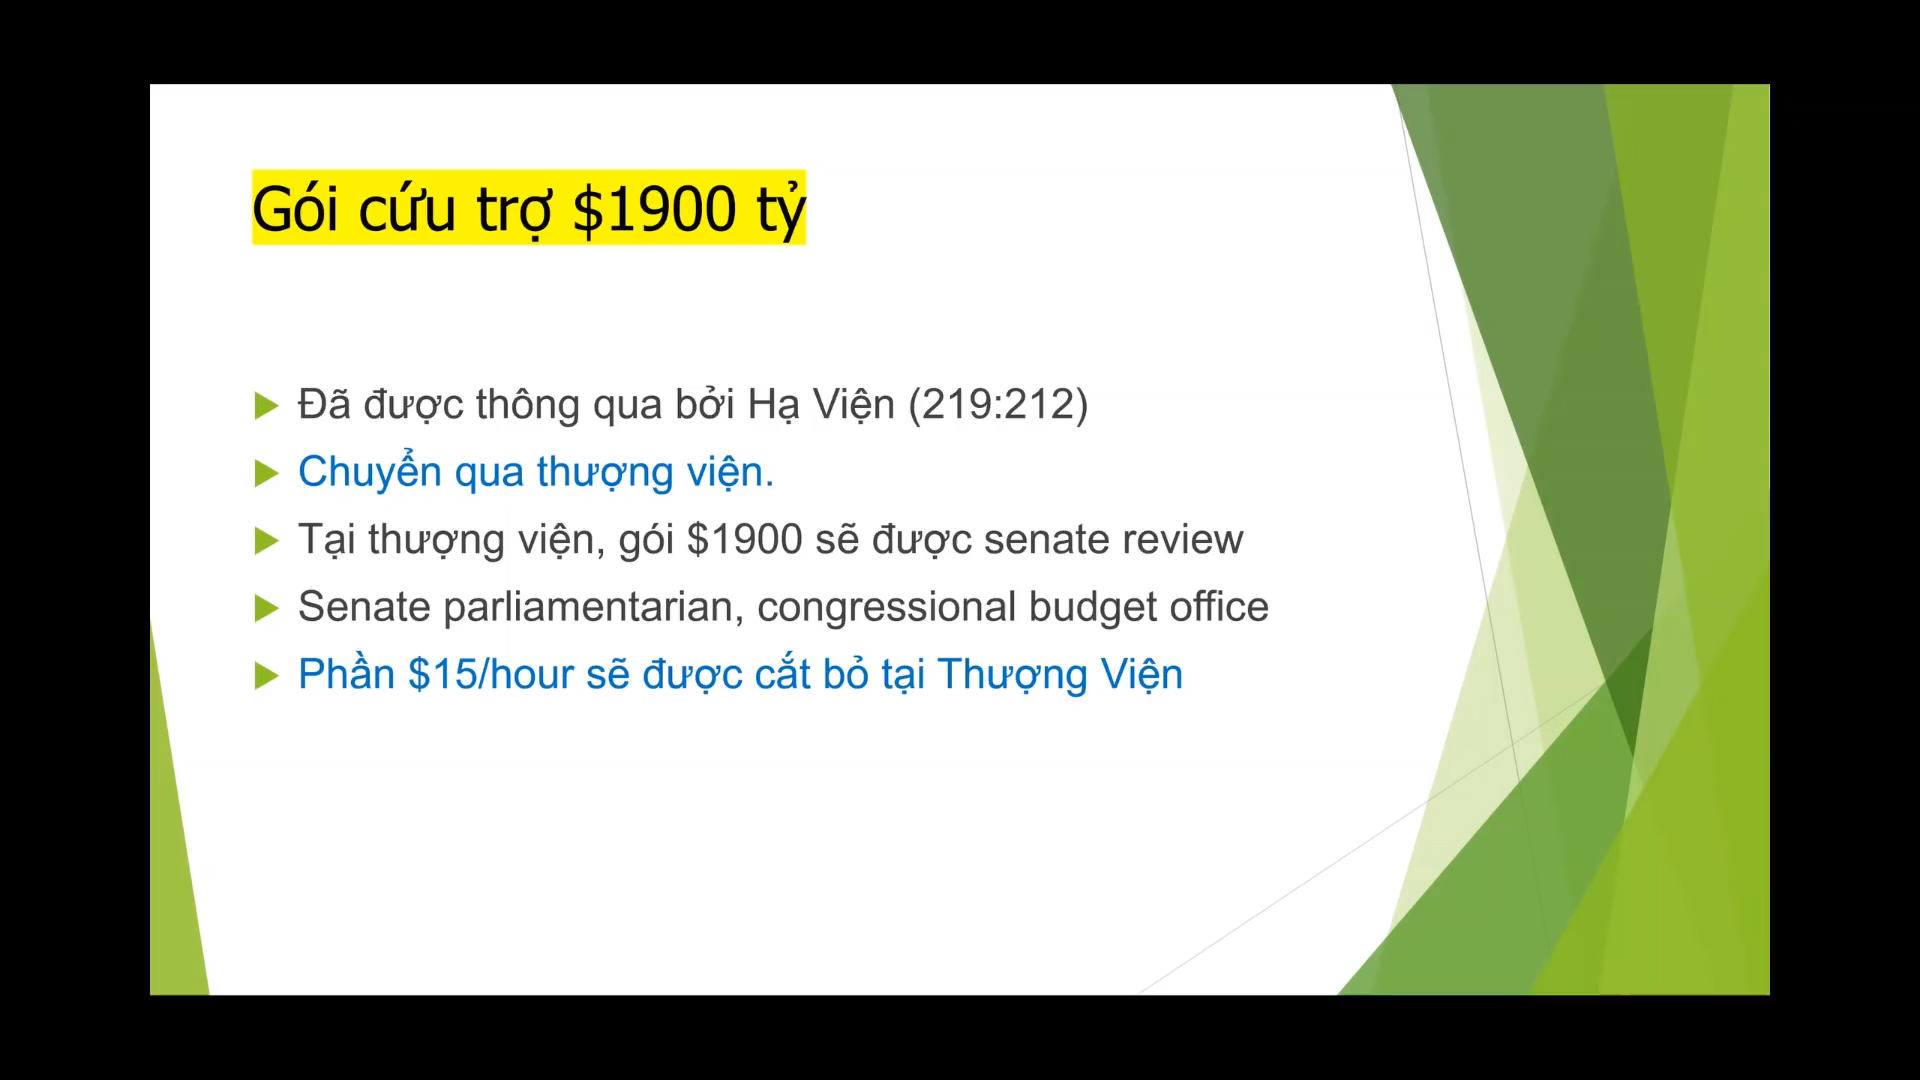 Gói cứu trợ $1900 tỷ
Đã được thông qua bởi Hạ Viện (219:212)
Chuyển qua thượng viện.
Tại thượng viện, gói $1900 sẽ được senate review
Senate parliamentarian, congressional budget office
Phần $15/hour sẽ được cắt bỏ tại Thượng Viện